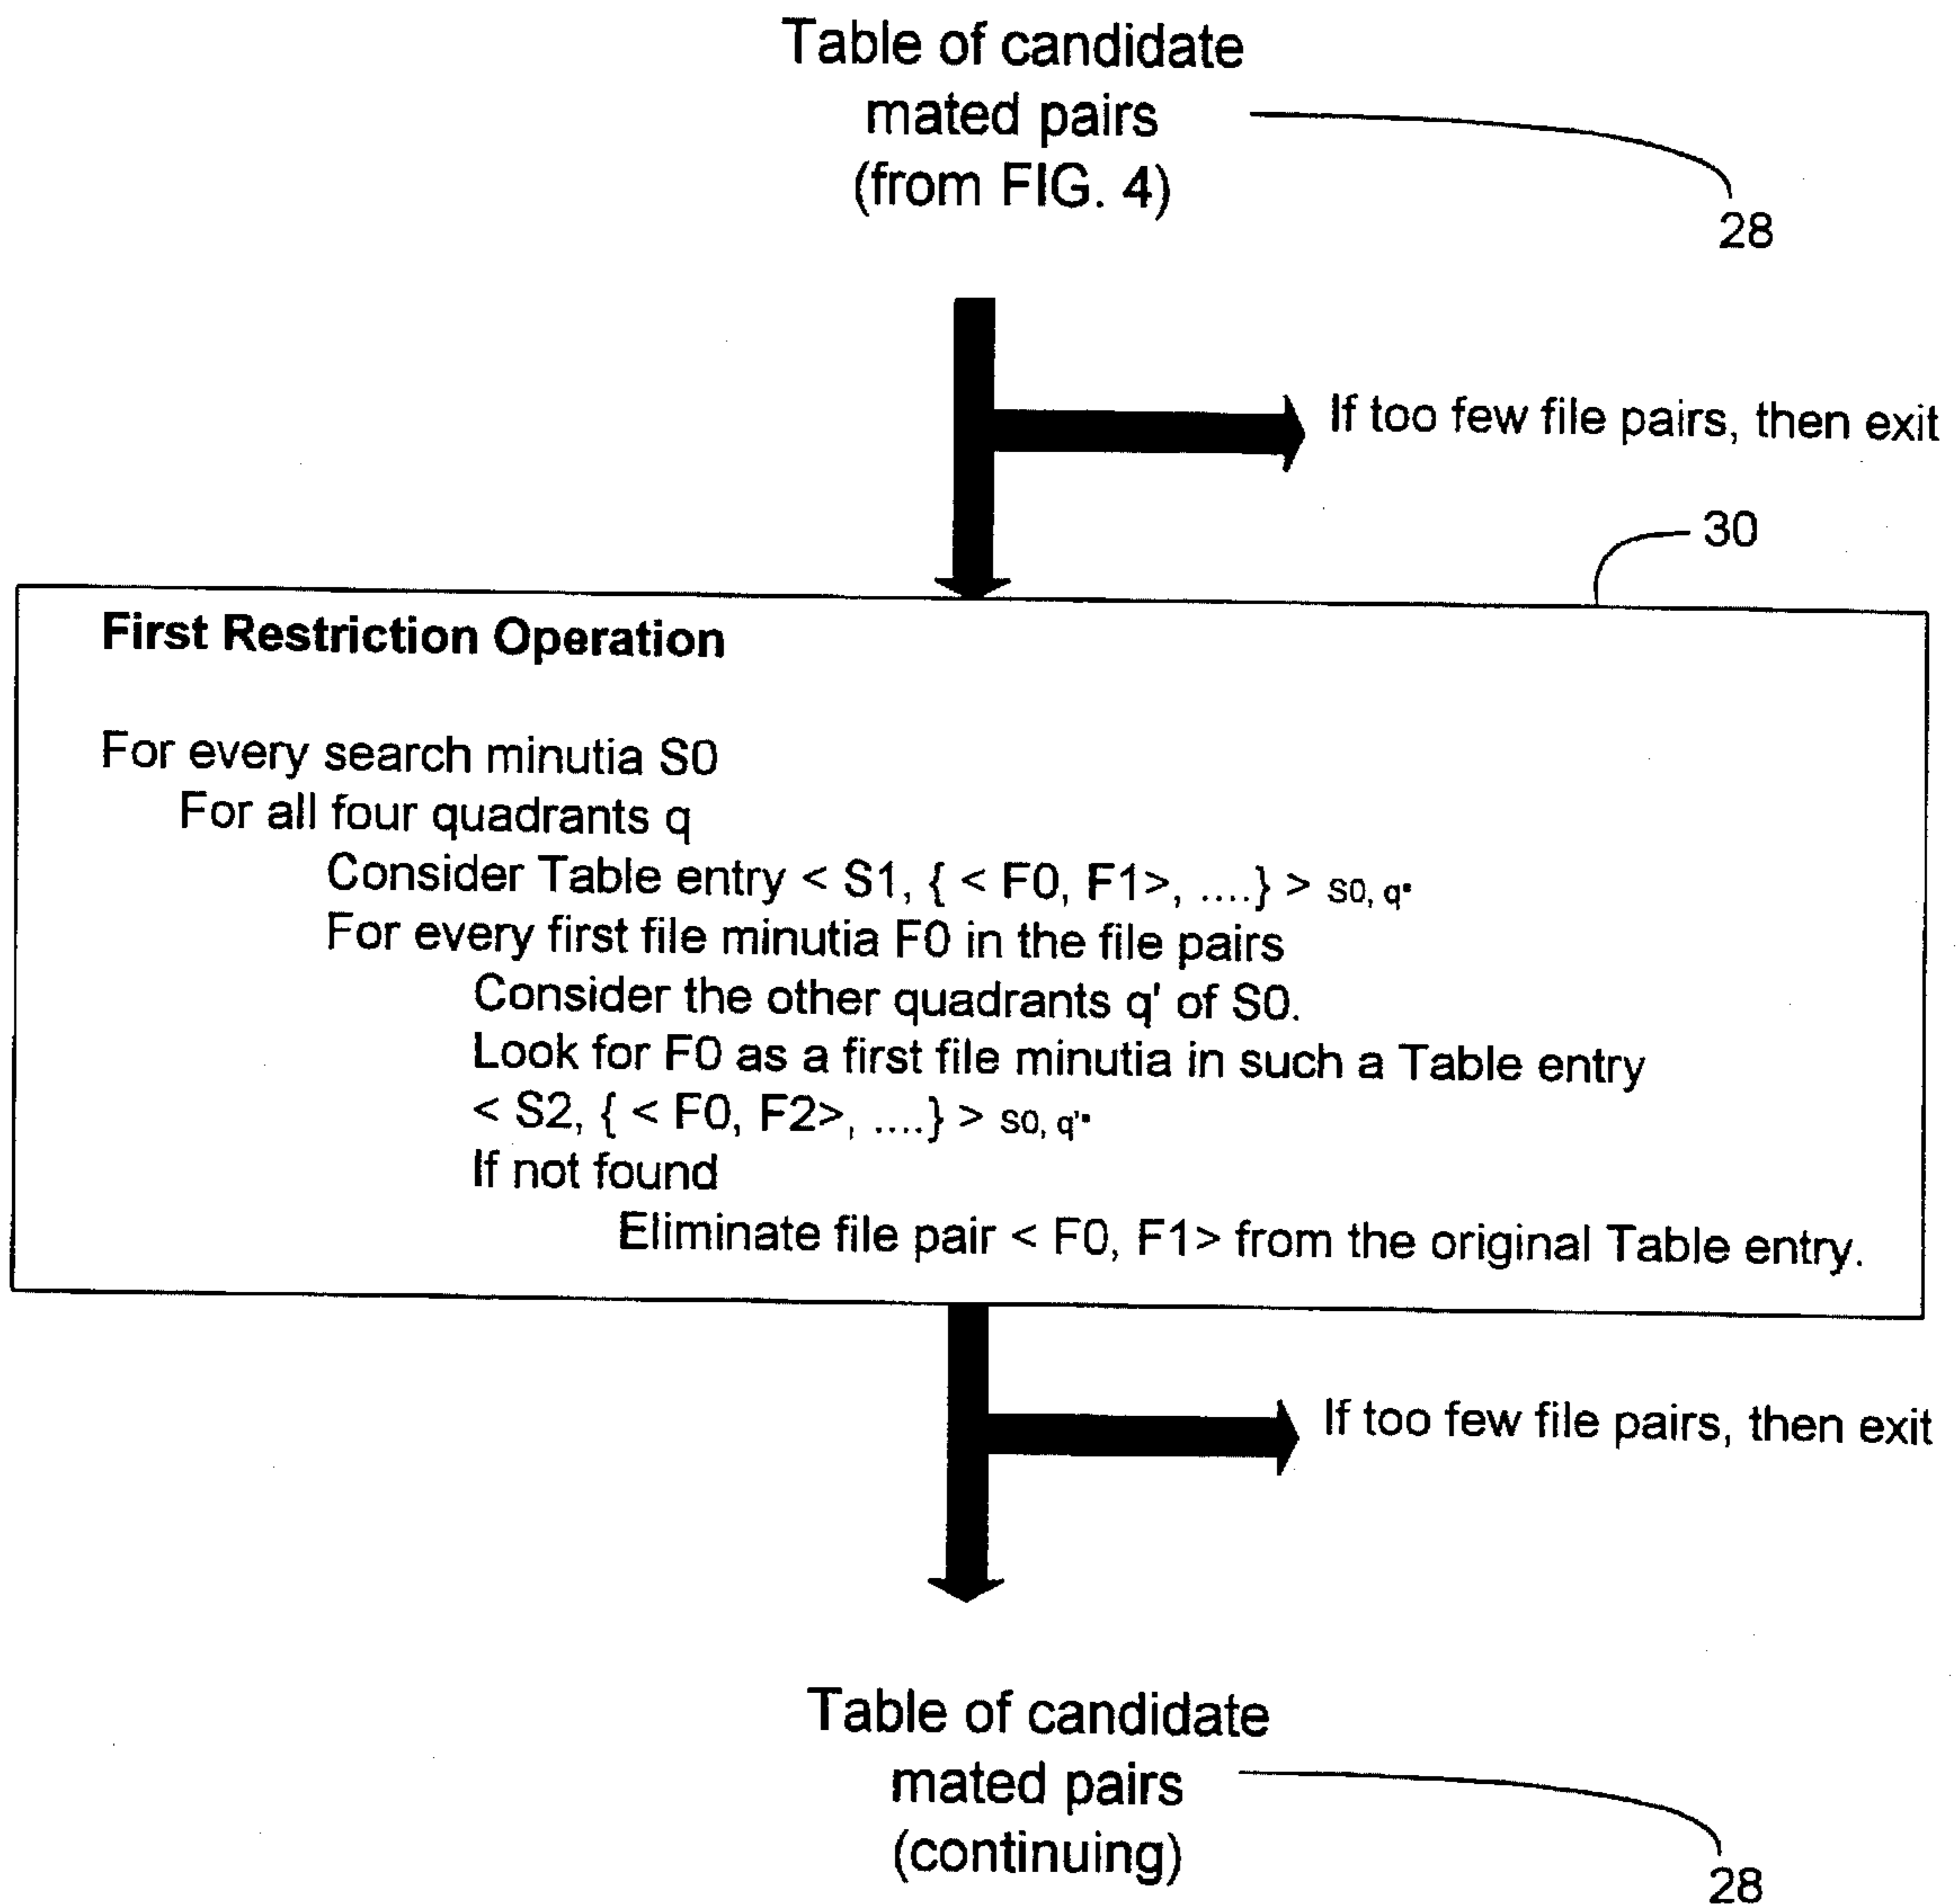 Table of candidate
mated pairs
(from FIG. 4)
28
If too few file pairs, then exit
30
First Restriction Operation
For every search minutia S0
For all four quadrants q
Consider Table entry < S1, { < F0, F1>, ....} > S0, q.
For every first file minutia F0 in the file pairs
Consider the other quadrants q' of S0.
Look for F0 as a first file minutia in such a Table entry
< S2, { < F0, F2>, ....} > S0, q'.
If not found
Eliminate file pair < F0, F1> from the original Table entry.
If too few file pairs, then exit
Table of candidate
mated pairs
(continuing)
28